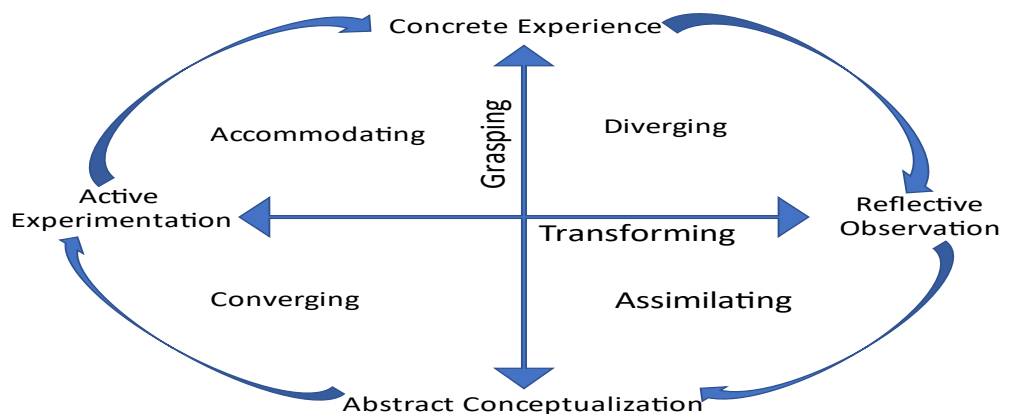 Concrete Experience
Grasping
Accommodating
Diverging
Active
Experimentation
Reflective
Observation
Transforming
Converging
Assimilating
Abstract Conceptualization